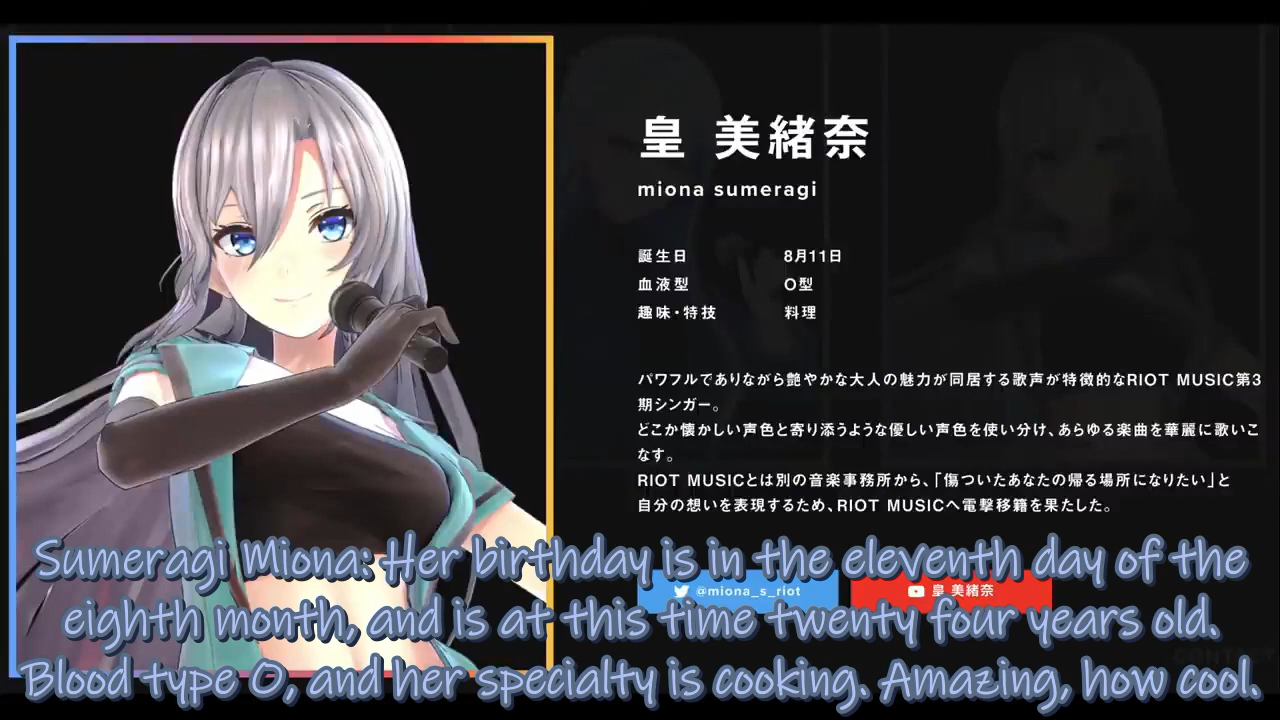 皇 美緒奈
miona sumeragi
誕生日 8月11日
血液型 O型
趣味・特技 料理
パワフルでありながら艶やかな大人の魅力が同居する歌声が特徴的なRIOT MUSIC第3
期シンガー。
どこか懐かしい声色と寄り添うような優しい声色を使い分け、あらゆる楽曲を華麗に歌いこ
なす。
RIOT MUSICとは別の音楽事務所から、「傷ついたあなたの帰る場所になりたい」と
自分の想いを表現するため、RIOT MUSICへ電撃移籍を果たした。
@miona_s_riot 皇 美緒奈
Sumeragi Miona: Her birthday is in the eleventh day of the
eighth month, and is at this time twenty four years old.
Blood type O, and her specialty is cooking. Amazing, how cool.